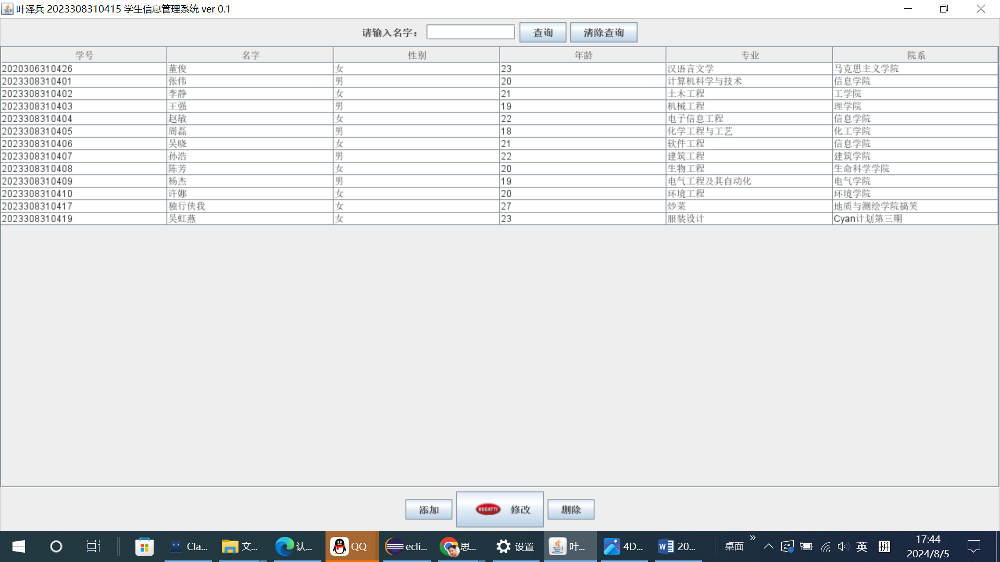 叶泽兵 2023308310415 学生信息管理系统 ver 0.1
请输入名字： 查询 清除查询
学号 名字 性别 年龄 专业 院系
2020306310426 董俊 女 23 汉语言文学 马克思主义学院
2023308310401 张伟 男 20 计算机科学与技术 信息学院
2023308310402 李静 女 21 土木工程 工学院
2023308310403 王强 男 19 机械工程 理学院
2023308310404 赵敏 女 22 电子信息工程 信息学院
2023308310405 周磊 男 18 化学工程与工艺 化工学院
2023308310406 吴晓 女 21 软件工程 信息学院
2023308310407 孙浩 男 22 建筑工程 建筑学院
2023308310408 陈芳 女 20 生物工程 生命科学学院
2023308310409 杨杰 男 19 电气工程及其自动化 电气学院
2023308310410 许娜 女 20 环境工程 环境学院
2023308310417 独行侠我 女 27 炒菜 地质与测绘学院搞笑
2023308310419 吴虹燕 女 23 服装设计 Cyan计划第三期
添加 BUGATTI 修改 删除
Cla... 文... 认... QQ ecli... 思... 设置 叶... 4D... 20... 桌面 英 拼 17:44
2024/8/5